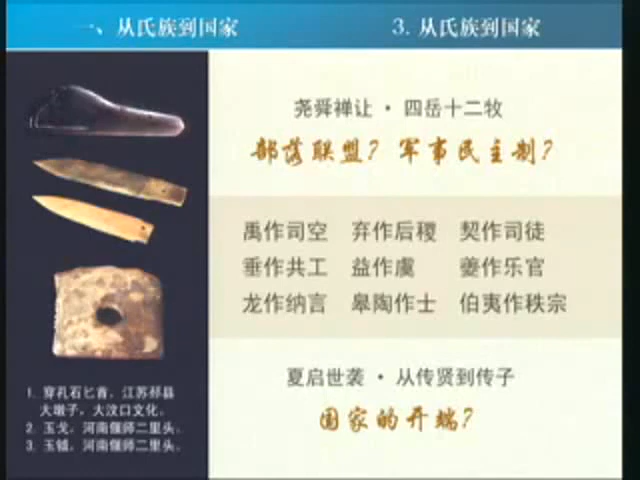 一、从氏族到国家
3. 从氏族到国家
尧舜禅让·四岳十二牧
部落联盟？军事民主制？
禹作司空 弃作后稷 契作司徒
垂作共工 益作虞 夔作乐官
龙作纳言 皋陶作士 伯夷作秩宗
夏启世袭·从传贤到传子
国家的开端？
1. 穿孔石匕首，江苏邳县
大墩子，大汶口文化。
2. 玉戈，河南偃师二里头。
3. 玉钺，河南偃师二里头。